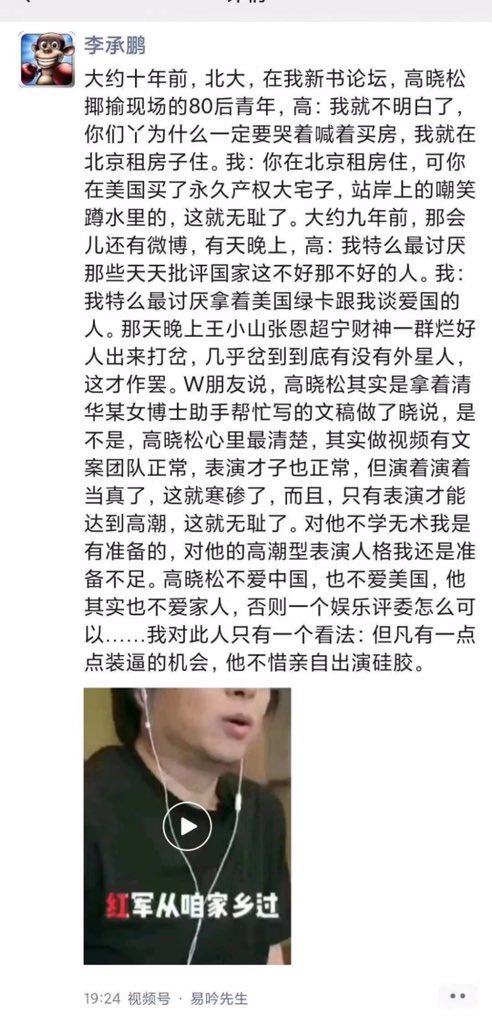 李承鹏
大约十年前，北大，在我新书论坛，高晓松
揶揄现场的80后青年，高：我就不明白了，
你们丫为什么一定要哭着喊着买房，我就在
北京租房子住。我：你在北京租房住，可你
在美国买了永久产权大宅子，站岸上的嘲笑
蹲水里的，这就无耻了。大约九年前，那会
儿还有微博，有天晚上，高：我特么最讨厌
那些天天批评国家这不好那不好的人。我：
我特么最讨厌拿着美国绿卡跟我谈爱国的
人。那天晚上王小山张恩超宁财神一群烂好
人出来打岔，几乎岔到到底有没有外星人，
这才作罢。W朋友说，高晓松其实是拿着清
华某女博士助手帮忙写的文稿做了晓说，是
不是，高晓松心里最清楚，其实做视频有文
案团队正常，表演才子也正常，但演着演着
当真了，这就寒碜了，而且，只有表演才能
达到高潮，这就无耻了。对他不学无术我是
有准备的，对他的高潮型表演人格我还是准
备不足。高晓松不爱中国，也不爱美国，他
其实也不爱家人，否则一个娱乐评委怎么可
以……我对此人只有一个看法：但凡有一点
点装逼的机会，他不惜亲自出演硅胶。
红军从咱家乡过
19:24 视频号 · 易吟先生